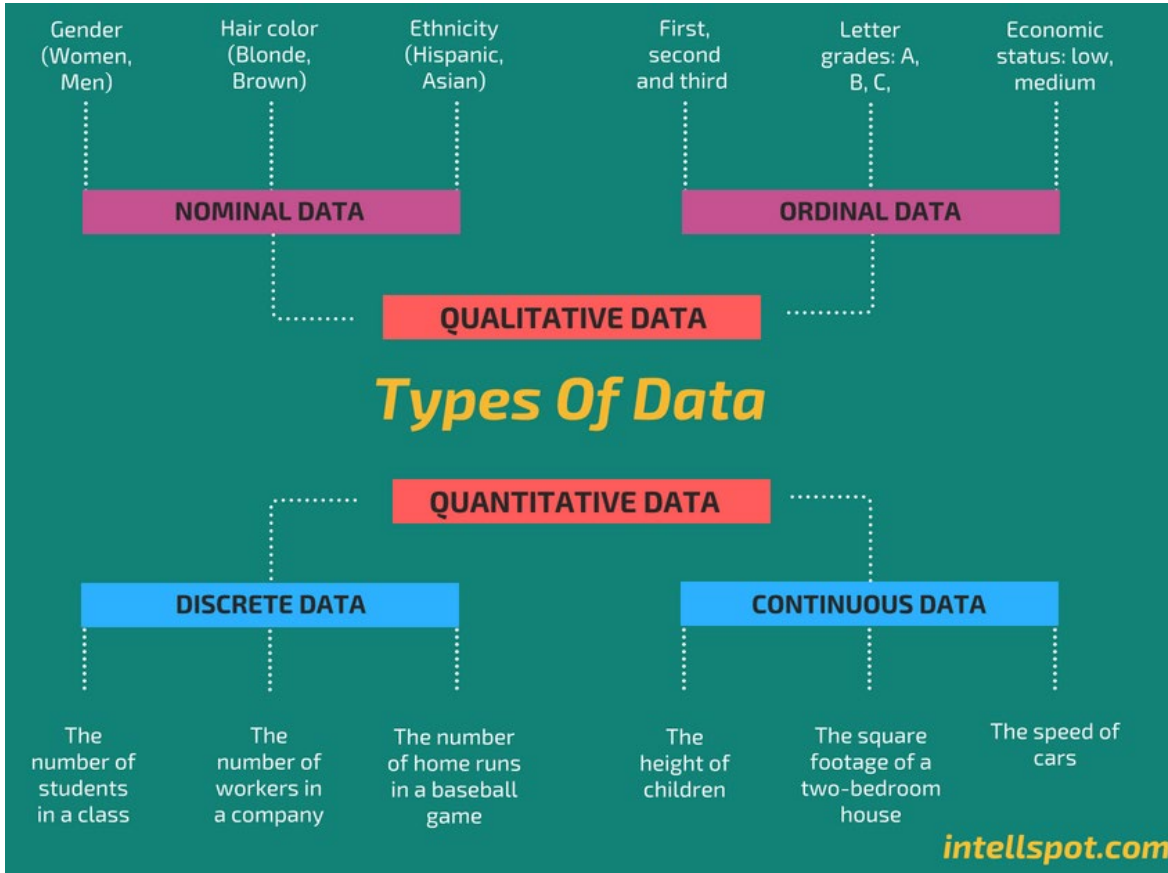 Gender
(Women,
Men)
Hair color
(Blonde,
Brown)
Ethnicity
(Hispanic,
Asian)
First,
second
and third
Letter
grades: A,
B, C,
Economic
status: low,
medium
NOMINAL DATA
ORDINAL DATA
QUALITATIVE DATA
Types Of Data
QUANTITATIVE DATA
DISCRETE DATA
CONTINUOUS DATA
The
number of
students
in a class
The
number of
workers in
a company
The number
of home runs
in a baseball
game
The
height of
children
The square
footage of a
two-bedroom
house
The speed of
cars
intellspot.com